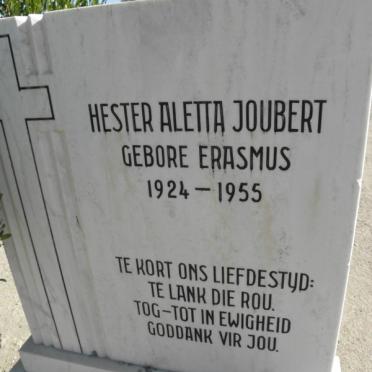 HESTER ALETTA JOUBERT
GEBORE ERASMUS
1924 – 1955
TE KORT ONS LIEFDESTYD:
TE LANK DIE ROU.
TOG–TOT IN EWIGHEID
GODDANK VIR JOU.